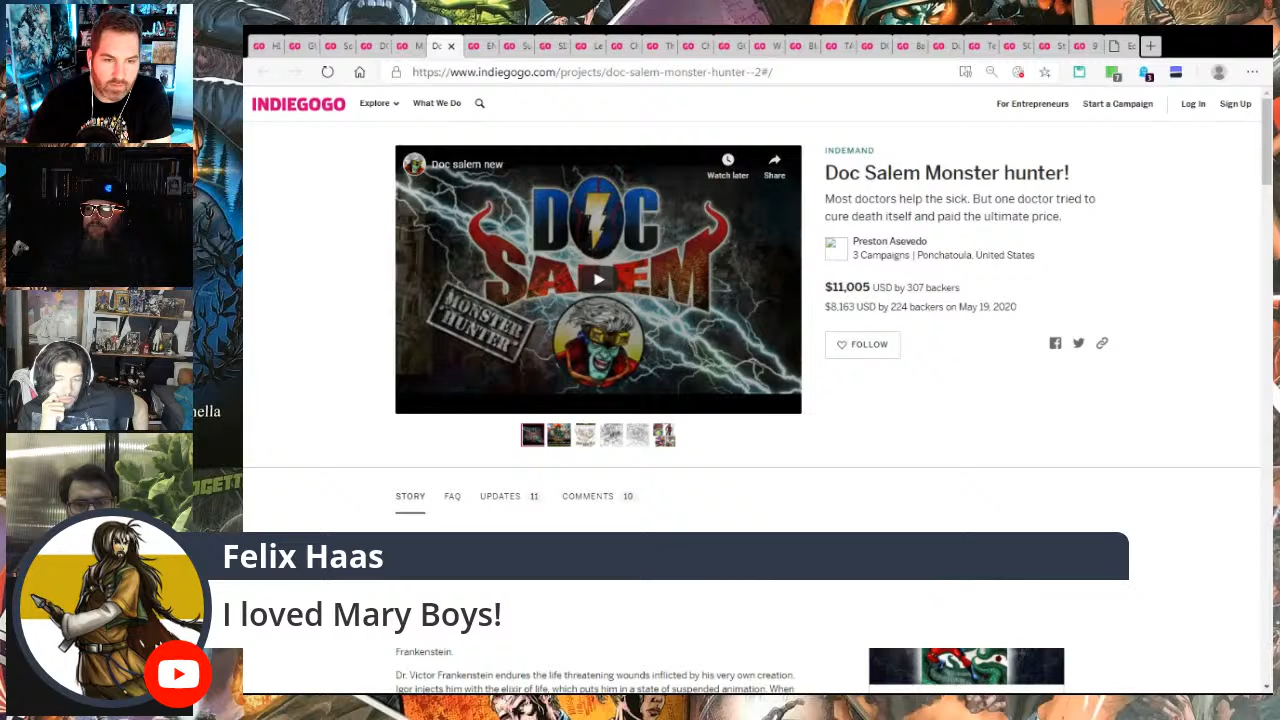 Do
https://www.indiegogo.com/projects/doc-salem-monster-hunter--2#/
INDIEGOGO
Explore
What We Do
For Entrepreneurs
Start a Campaign
Log In
Sign Up
Doc salem new
Watch later
Share
DOC
SALEM
MONSTER
HUNTER
INDEMAND
Doc Salem Monster hunter!
Most doctors help the sick. But one doctor tried to
cure death itself and paid the ultimate price.
Preston Asevedo
3 Campaigns | Ponchatoula, United States
$11,005 USD by 307 backers
$8,163 USD by 224 backers on May 19, 2020
FOLLOW
nella
STORY
FAQ
UPDATES 11
COMMENTS 10
Felix Haas
I loved Mary Boys!
Frankenstein.
Dr. Victor Frankenstein endures the life threatening wounds inflicted by his very own creation.
Igor injects him with the elixir of life, which puts him in a state of suspended animation. When